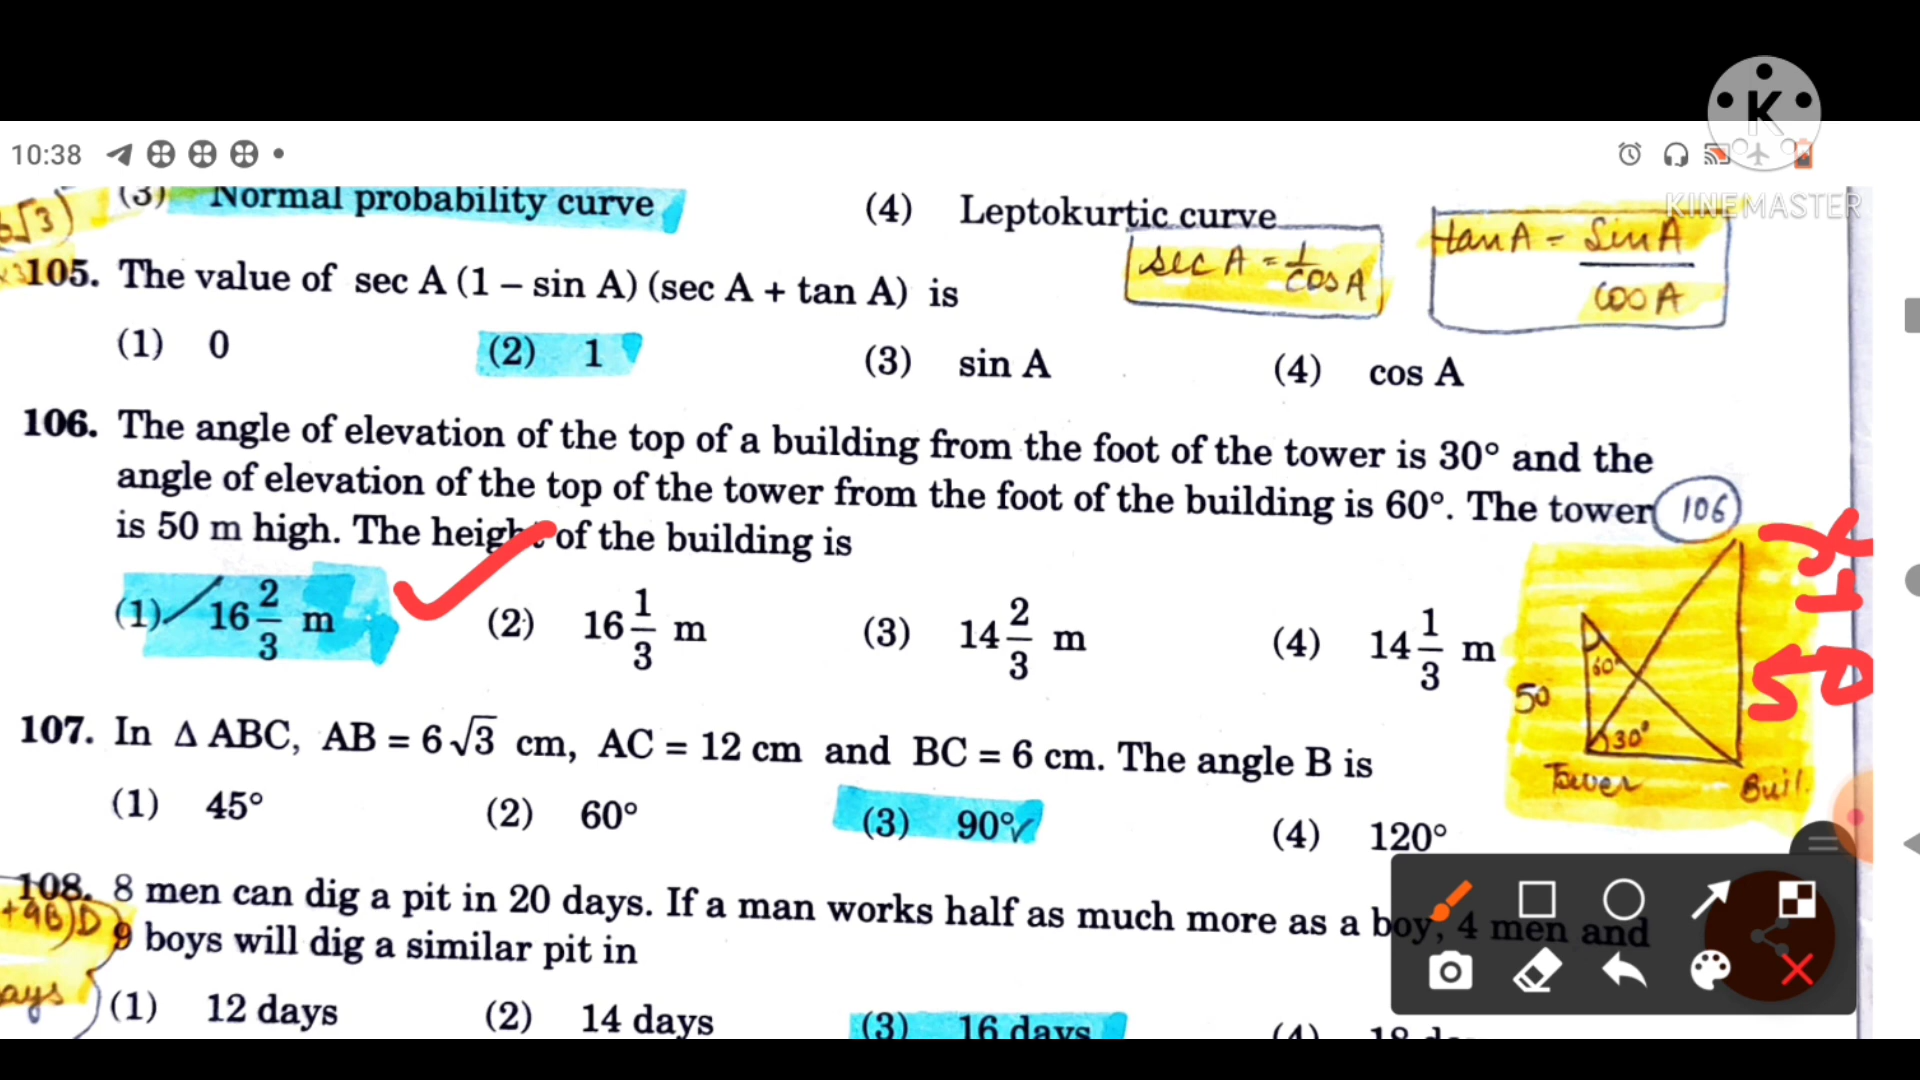 K
KINEMASTER
10:38
(3) Normal probability curve (4) Leptokurtic curve
sec A = 1/cos A
tan A = Sin A / cos A
105. The value of sec A (1 – sin A) (sec A + tan A) is
(1) 0 (2) 1 (3) sin A (4) cos A
106. The angle of elevation of the top of a building from the foot of the tower is 30° and the
angle of elevation of the top of the tower from the foot of the building is 60°. The tower
is 50 m high. The height of the building is
(1) 16 2/3 m (2) 16 1/3 m (3) 14 2/3 m (4) 14 1/3 m
106
50
60°
30°
Tower
Buil.
50
107. In Δ ABC, AB = 6√3 cm, AC = 12 cm and BC = 6 cm. The angle B is
(1) 45° (2) 60° (3) 90° (4) 120°
108. 8 men can dig a pit in 20 days. If a man works half as much more as a boy, 4 men and
9 boys will dig a similar pit in
(1) 12 days (2) 14 days (3) 16 days (4) 18